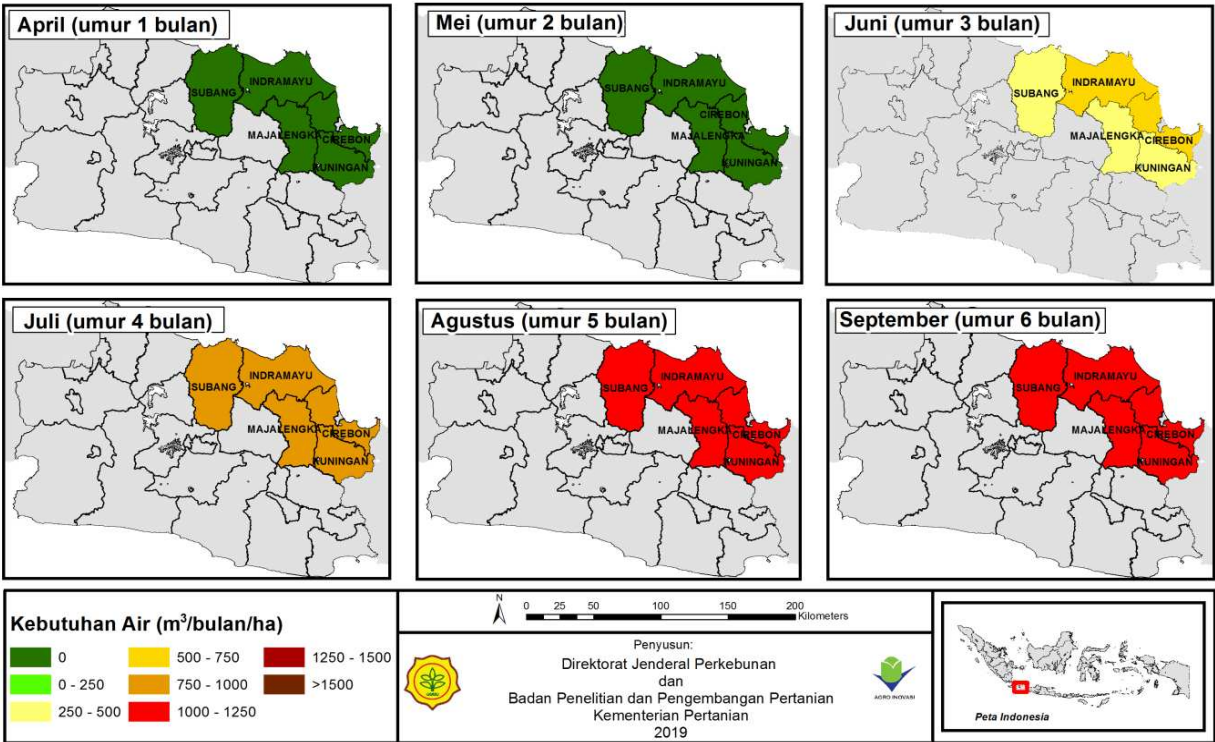 April (umur 1 bulan)
SUBANG
INDRAMAYU
MAJALENGKA
CIREBON
KUNINGAN
Mei (umur 2 bulan)
SUBANG
INDRAMAYU
CIREBON
MAJALENGKA
KUNINGAN
Juni (umur 3 bulan)
SUBANG
INDRAMAYU
MAJALENGKA
CIREBON
KUNINGAN
Juli (umur 4 bulan)
SUBANG
INDRAMAYU
MAJALENGKA
CIREBON
KUNINGAN
Agustus (umur 5 bulan)
SUBANG
INDRAMAYU
MAJALENGKA
CIREBON
KUNINGAN
September (umur 6 bulan)
SUBANG
INDRAMAYU
MAJALENGKA
CIREBON
KUNINGAN
Kebutuhan Air (m³/bulan/ha)
0
500 - 750
1250 - 1500
0 - 250
750 - 1000
>1500
250 - 500
1000 - 1250
N
0 25 50 100 150 200
Kilometers
Penyusun:
Direktorat Jenderal Perkebunan
dan
Badan Penelitian dan Pengembangan Pertanian
Kementerian Pertanian
2019
AGRO INOVASI
Peta Indonesia